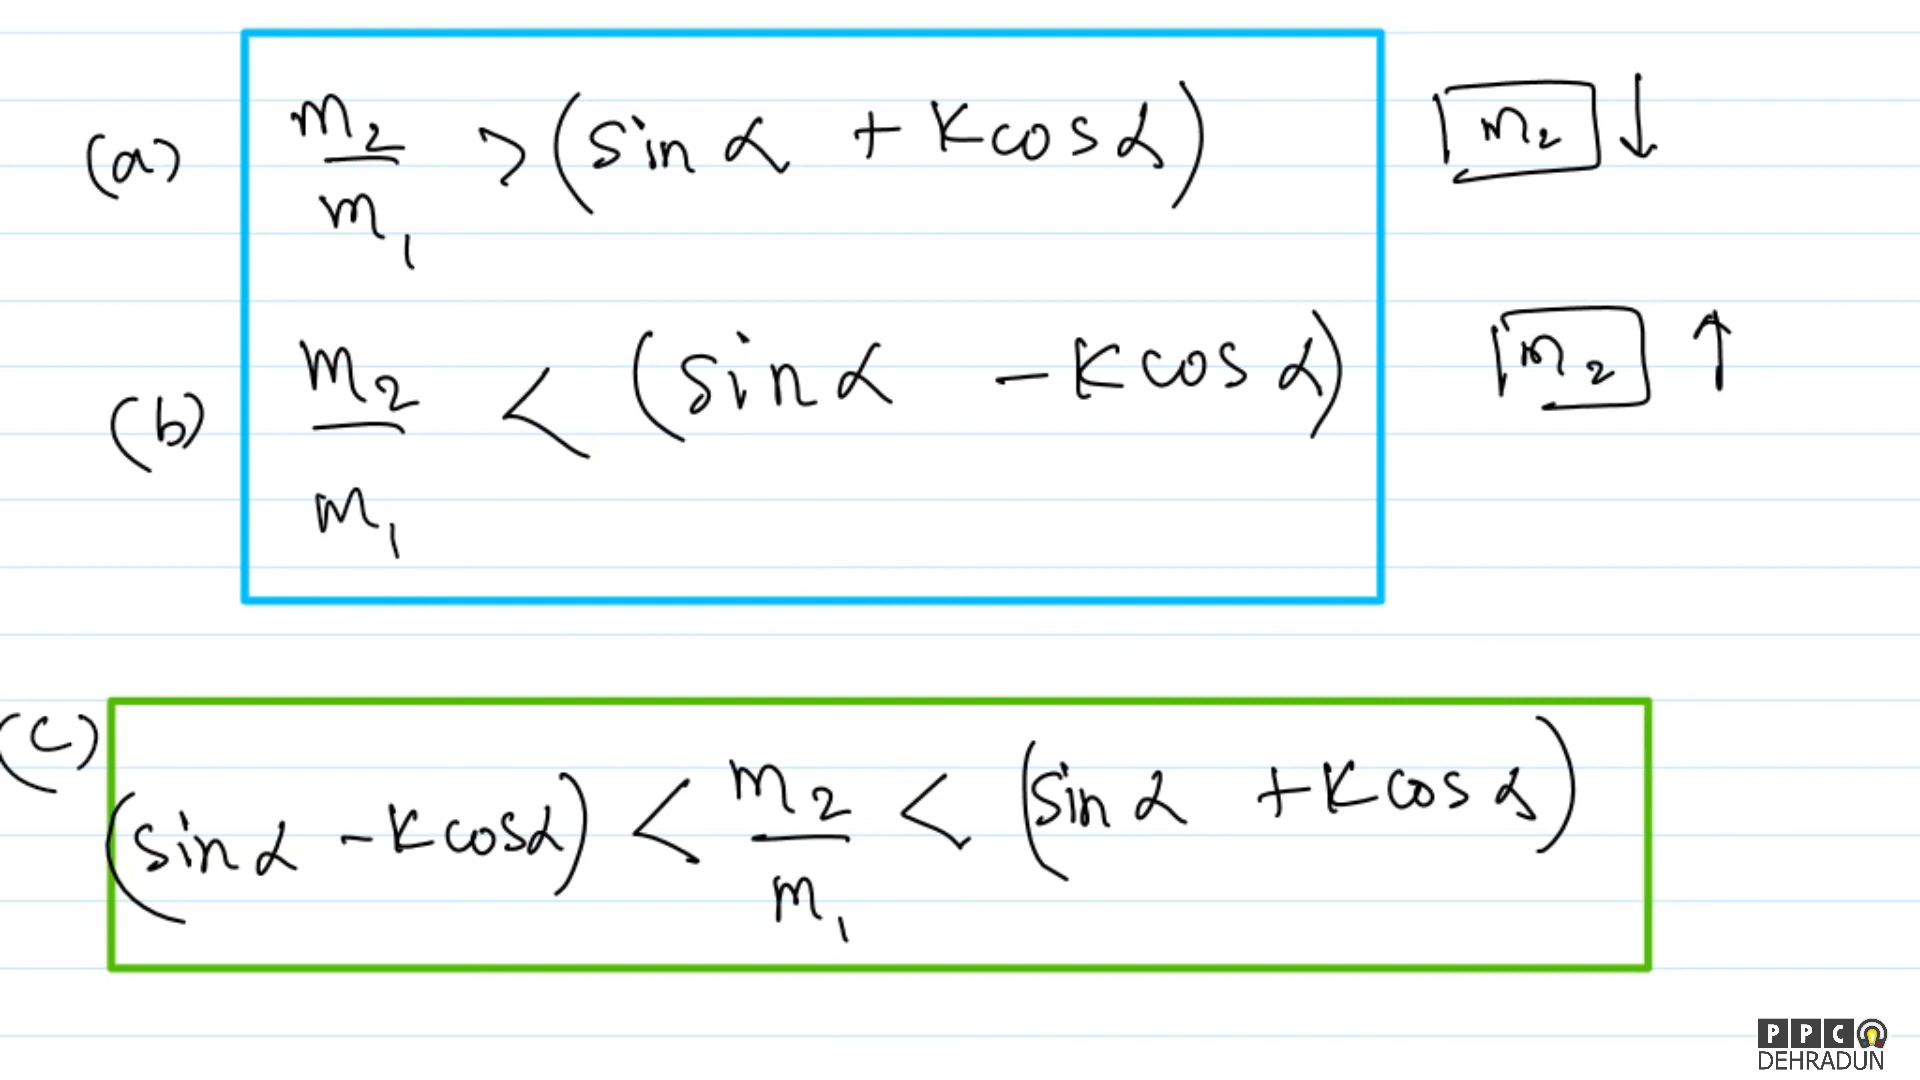 (a) m₂/m₁ > (sin α + K cos α) m₂ ↓
(b) m₂/m₁ < (sin α - K cos α) m₂ ↑
(c) (sin α - K cos α) < m₂/m₁ < (sin α + K cos α)
PPC
DEHRADUN